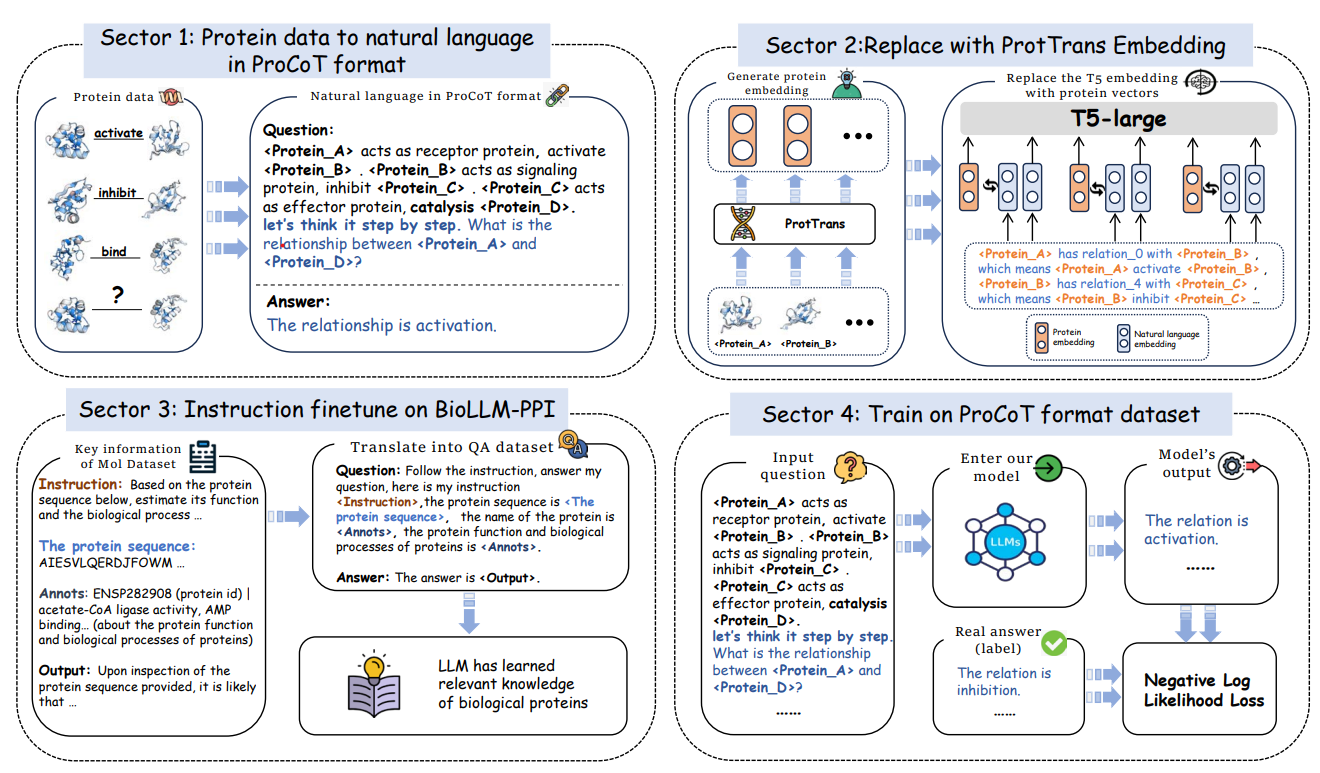 Sector 1: Protein data to natural language
in ProCoT format
Protein data
activate
inhibit
bind
?
Natural language in ProCoT format
Question:
<Protein_A> acts as receptor protein, activate
<Protein_B> . <Protein_B> acts as signaling
protein, inhibit <Protein_C> . <Protein_C> acts
as effector protein, catalysis <Protein_D>.
let's think it step by step. What is the
relationship between <Protein_A> and
<Protein_D>?
Answer:
The relationship is activation.
Sector 2:Replace with ProtTrans Embedding
Generate protein
embedding
ProtTrans
<Protein_A> <Protein_B>
Replace the T5 embedding
with protein vectors
T5-large
<Protein_A> has relation_0 with <Protein_B> ,
which means <Protein_A> activate <Protein_B> ,
<Protein_B> has relation_4 with <Protein_C> ,
which means <Protein_B> inhibit <Protein_C> ...
Protein
embedding
Natural language
embedding
Sector 3: Instruction finetune on BioLLM-PPI
Key information
of Mol Dataset
Instruction: Based on the protein
sequence below, estimate its function
and the biological process ...
The protein sequence:
AIESVLQERDJFOWM ...
Annots: ENSP282908 (protein id) |
acetate-CoA ligase activity, AMP
binding... (about the protein function
and biological processes of proteins)
Output: Upon inspection of the
protein sequence provided, it is likely
that ...
Translate into QA dataset
Q
A
Question: Follow the instruction, answer my
question, here is my instruction
<Instruction>,the protein sequence is <The
protein sequence>, the name of the protein is
<Annots>, the protein function and biological
processes of proteins is <Annots>.
Answer: The answer is <Output>.
LLM has learned
relevant knowledge
of biological proteins
Sector 4: Train on ProCoT format dataset
Input
question
<Protein_A> acts as
receptor protein, activate
<Protein_B> . <Protein_B>
acts as signaling protein,
inhibit <Protein_C> .
<Protein_C> acts as
effector protein, catalysis
<Protein_D>.
let's think it step by step.
What is the relationship
between <Protein_A> and
<Protein_D>?
......
Enter our
model
LLMs
Model's
output
The relation is
activation.
......
Real answer
(label)
The relation is
inhibition.
......
Negative Log
Likelihood Loss